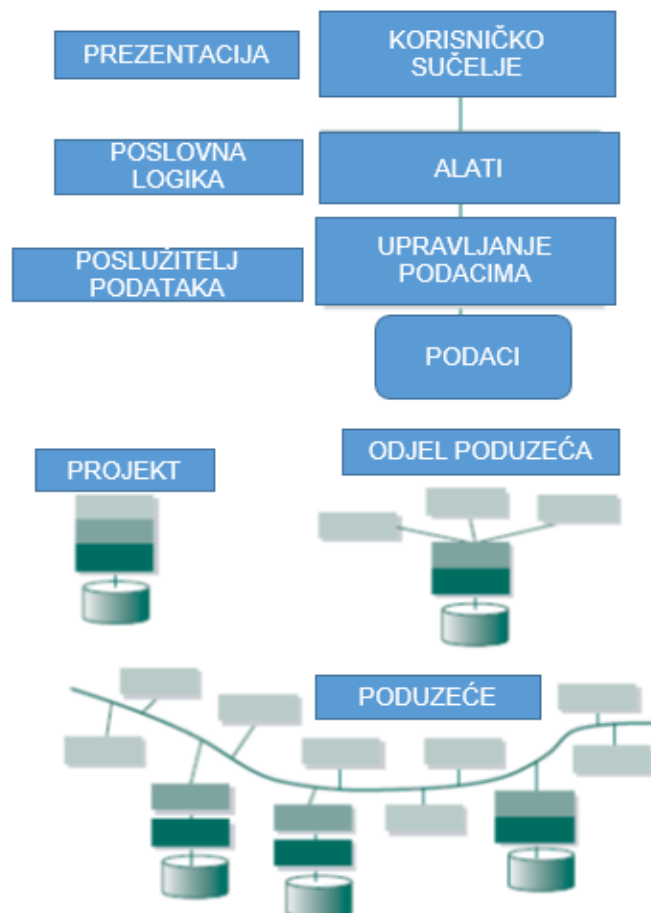 PREZENTACIJA
KORISNIČKO
SUČELJE
POSLOVNA
LOGIKA
ALATI
POSLUŽITELJ
PODATAKA
UPRAVLJANJE
PODACIMA
PODACI
PROJEKT
ODJEL PODUZEĆA
PODUZEĆE